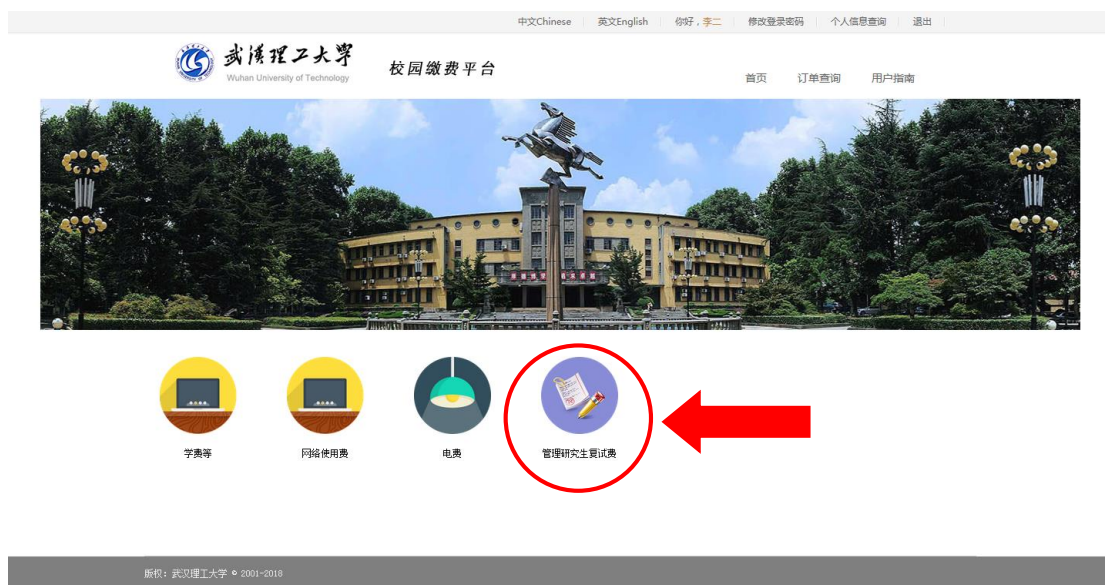 中文Chinese 英文English 你好，李二 修改登录密码 个人信息查询 退出
武汉理工大学
Wuhan University of Technology
校园缴费平台
首页 订单查询 用户指南
学费等 网络使用费 电费 管理研究生复试费
版权：武汉理工大学 © 2001-2018